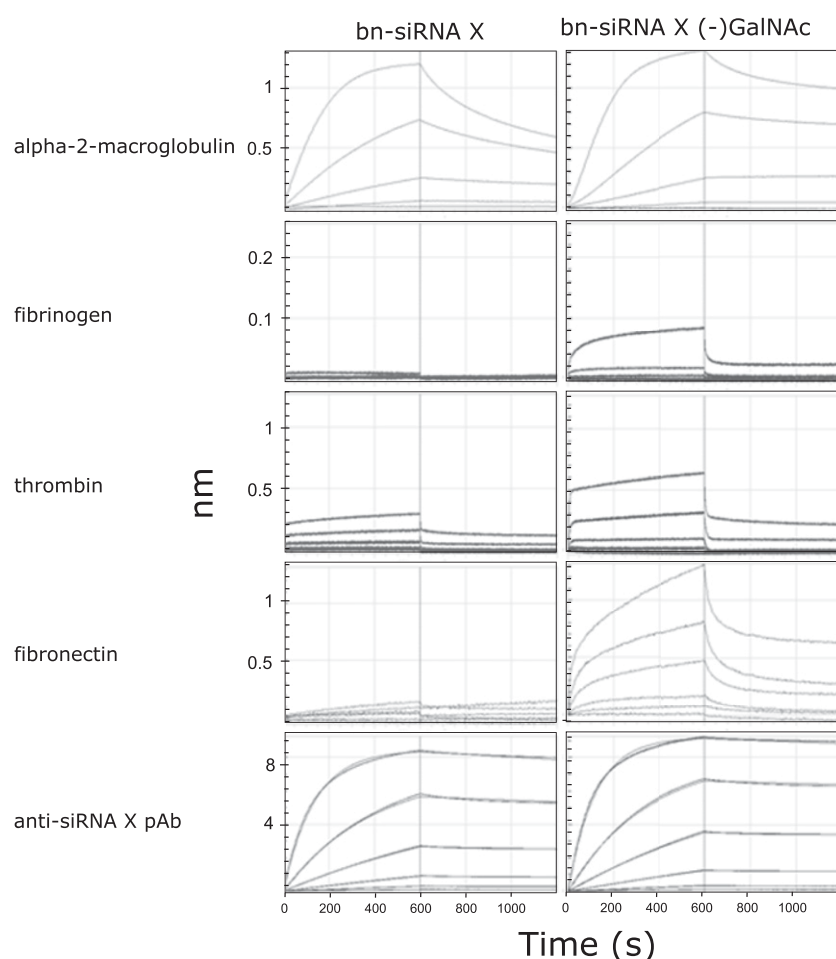 bn-siRNA X
bn-siRNA X (-)GalNAc
alpha-2-macroglobulin
1
0.5
fibrinogen
0.2
0.1
thrombin
1
0.5
nm
fibronectin
1
0.5
anti-siRNA X pAb
8
4
0 200 400 600 800 1000
0 200 400 600 800 1000
Time (s)